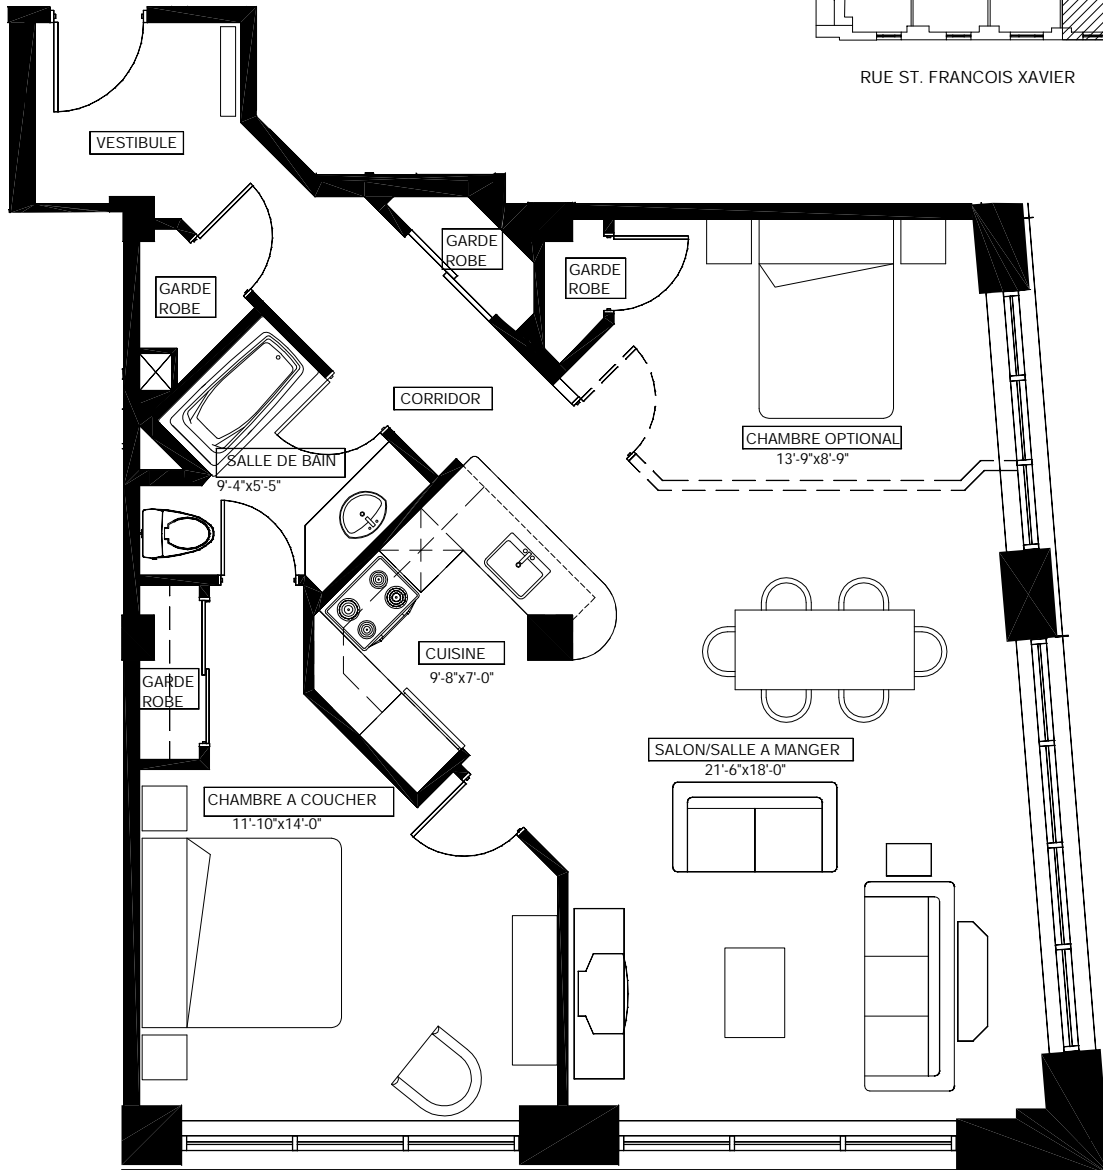 RUE ST. FRANCOIS XAVIER
VESTIBULE
GARDE
ROBE
GARDE
ROBE
GARDE
ROBE
CORRIDOR
CHAMBRE OPTIONAL
13'-9"x8'-9"
SALLE DE BAIN
9'-4"x5'-5"
CUISINE
9'-8"x7'-0"
GARDE
ROBE
SALON/SALLE A MANGER
21'-6"x18'-0"
CHAMBRE A COUCHER
11'-10"x14'-0"